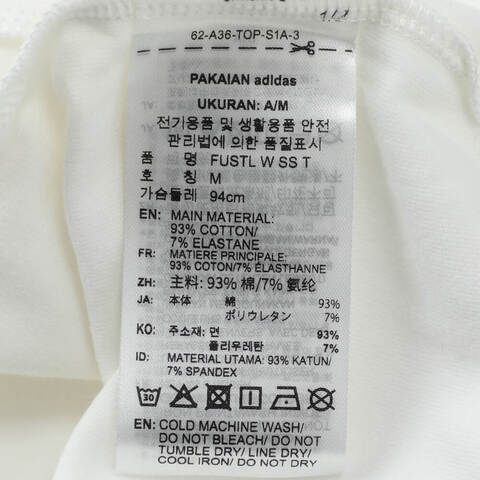 62-A36-TOP-S1A-3
PAKAIAN adidas
UKURAN: A/M
전기용품 및 생활용품 안전
관리법에 의한 품질표시
품 명 FUSTL W SS T
호 칭 M
가슴둘레 94cm
EN: MAIN MATERIAL:
93% COTTON/
7% ELASTANE
FR: MATIERE PRINCIPALE:
93% COTON/7% ELASTHANNE
ZH: 主料: 93% 棉/7% 氨纶
JA: 本体 綿 93%
ポリウレタン 7%
KO: 주소재: 면 93%
폴리우레탄 7%
ID: MATERIAL UTAMA: 93% KATUN/
7% SPANDEX
30
EN: COLD MACHINE WASH/
DO NOT BLEACH/ DO NOT
TUMBLE DRY/ LINE DRY/
COOL IRON/ DO NOT DRY